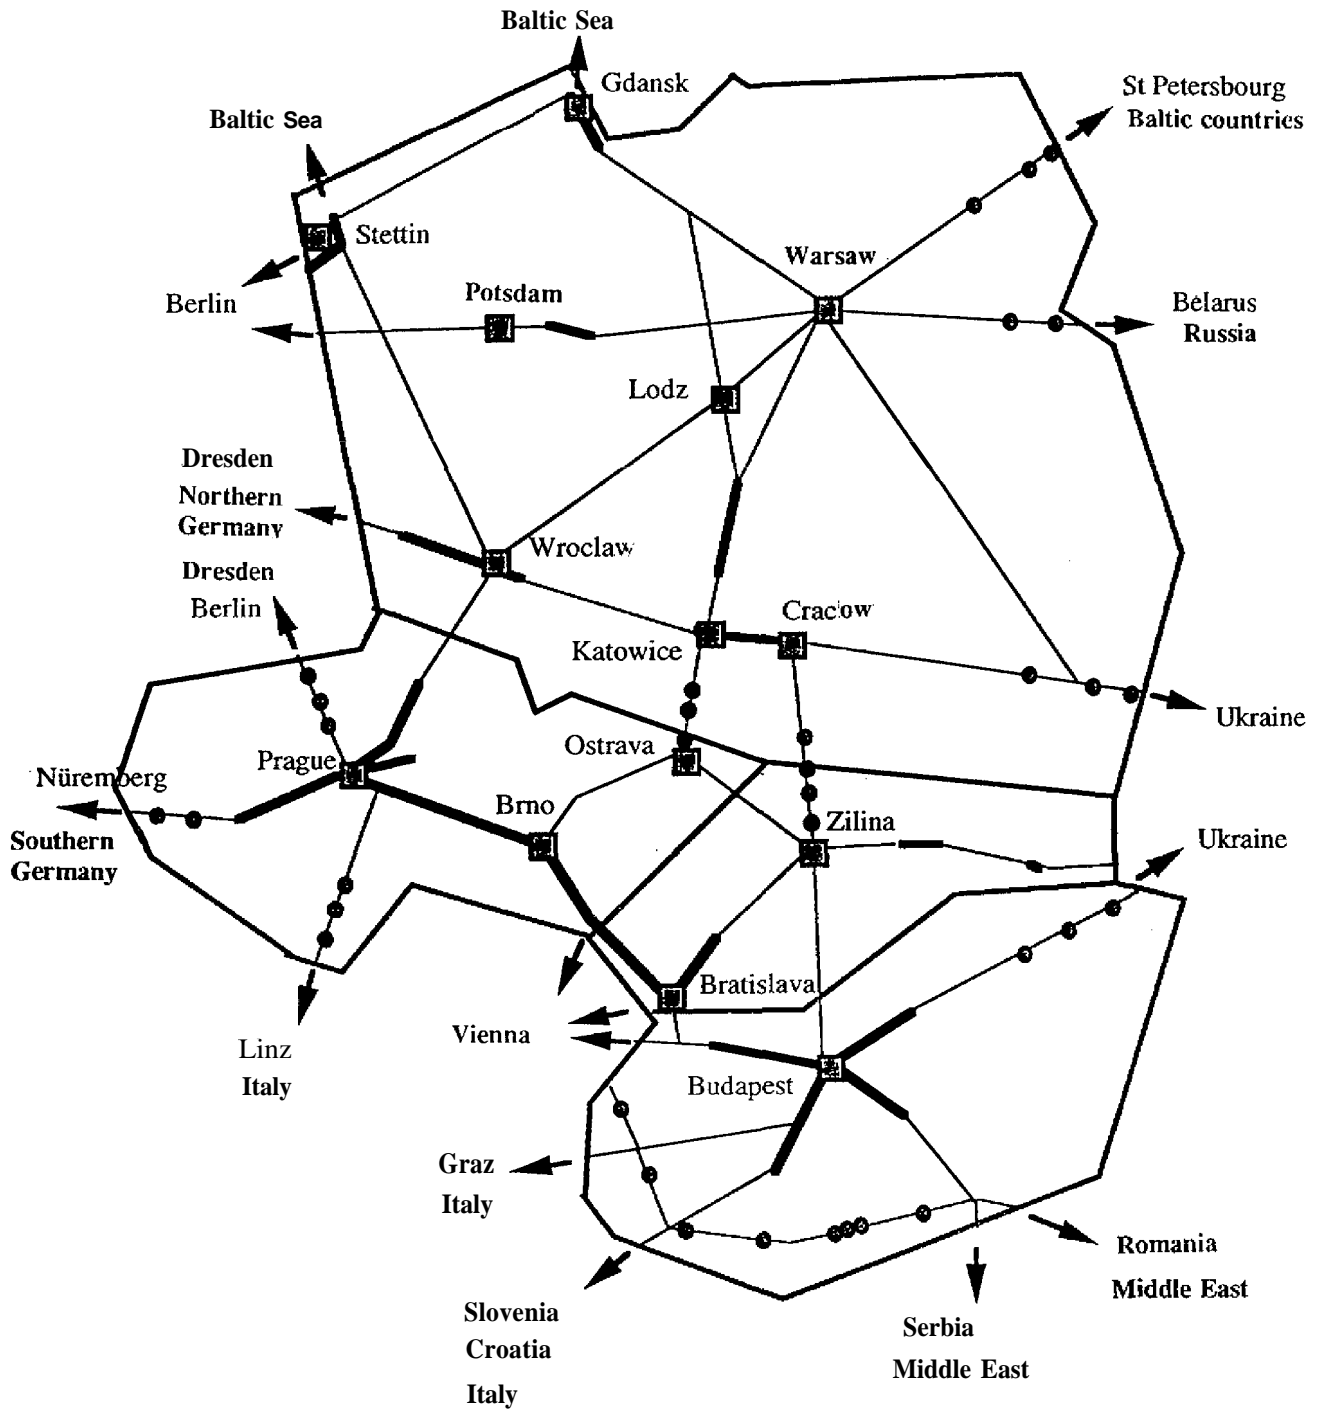 Baltic Sea
Gdansk
St Petersbourg
Baltic countries
Baltic Sea
Stettin
Warsaw
Berlin
Potsdam
Belarus
Russia
Lodz
Dresden
Northern
Germany
Wroclaw
Dresden
Berlin
Cracow
Katowice
Ukraine
Ostrava
Prague
Nüremberg
Brno
Zilina
Southern
Germany
Ukraine
Bratislava
Vienna
Linz
Italy
Budapest
Graz
Italy
Romania
Middle East
Slovenia
Croatia
Italy
Serbia
Middle East